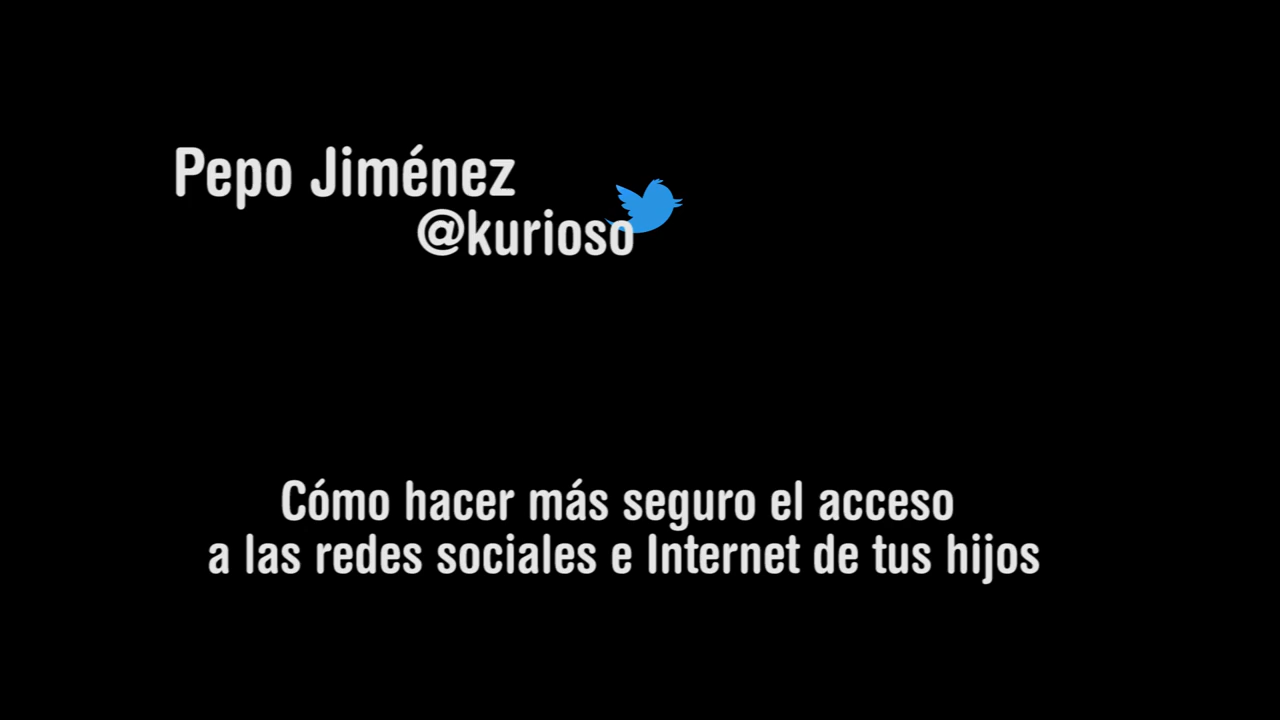 Pepo Jiménez
@kurioso
Cómo hacer más seguro el acceso
a las redes sociales e Internet de tus hijos